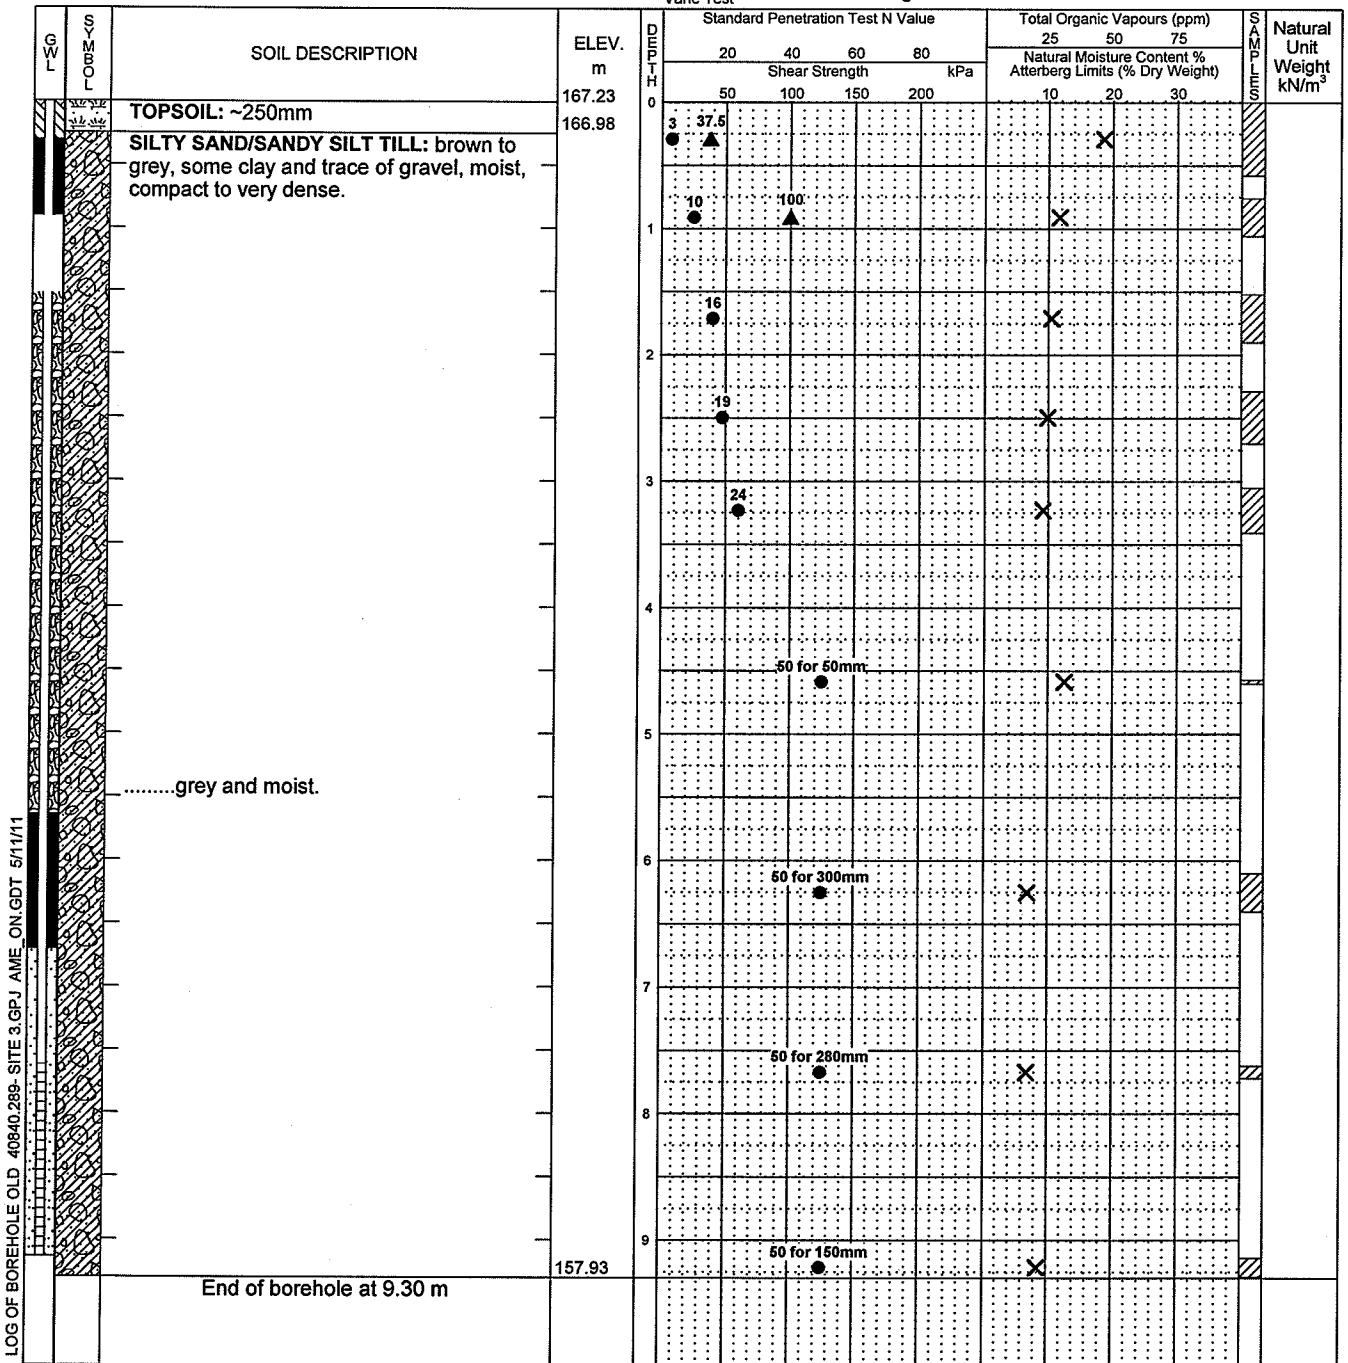 Vane Test
GWL
SYMBOL
SOIL DESCRIPTION
ELEV.
m
DEPTH
Standard Penetration Test N Value
20 40 60 80
Shear Strength kPa
50 100 150 200
Total Organic Vapours (ppm)
25 50 75
Natural Moisture Content %
Atterberg Limits (% Dry Weight)
10 20 30
SAMPLES
Natural
Unit
Weight
kN/m³
167.23
0
TOPSOIL: ~250mm
166.98
SILTY SAND/SANDY SILT TILL: brown to
grey, some clay and trace of gravel, moist,
compact to very dense.
3 37.5
10 100
1
16
2
19
3
24
4
50 for 50mm
5
.........grey and moist.
6
50 for 300mm
7
50 for 280mm
8
9
50 for 150mm
157.93
End of borehole at 9.30 m
LOG OF BOREHOLE OLD 40840.289- SITE 3.GPJ AME_ON.GDT 5/11/11